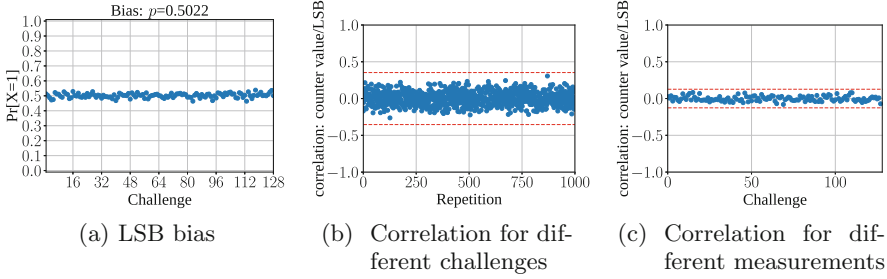 Bias: p=0.5022
Pr[X=1]
1.0
0.9
0.8
0.7
0.6
0.5
0.4
0.3
0.2
0.1
0.0
16 32 48 64 80 96 112 128
Challenge
(a) LSB bias
correlation: counter value/LSB
1.0
0.5
0.0
−0.5
−1.0
0 250 500 750 1000
Repetition
(b) Correlation for dif-
ferent challenges
correlation: counter value/LSB
1.0
0.5
0.0
−0.5
−1.0
0 50 100
Challenge
(c) Correlation for dif-
ferent measurements